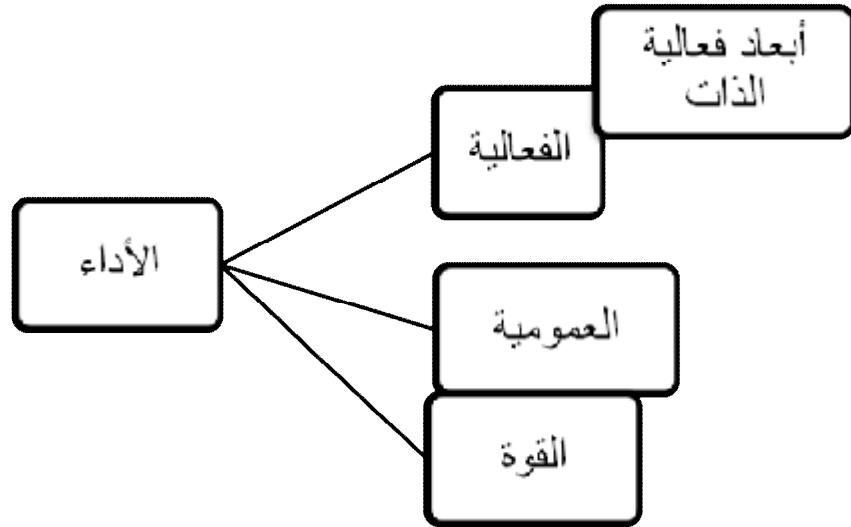 أبعاد فعالية
الذات
الفعالية
الأداء
العمومية
القوة